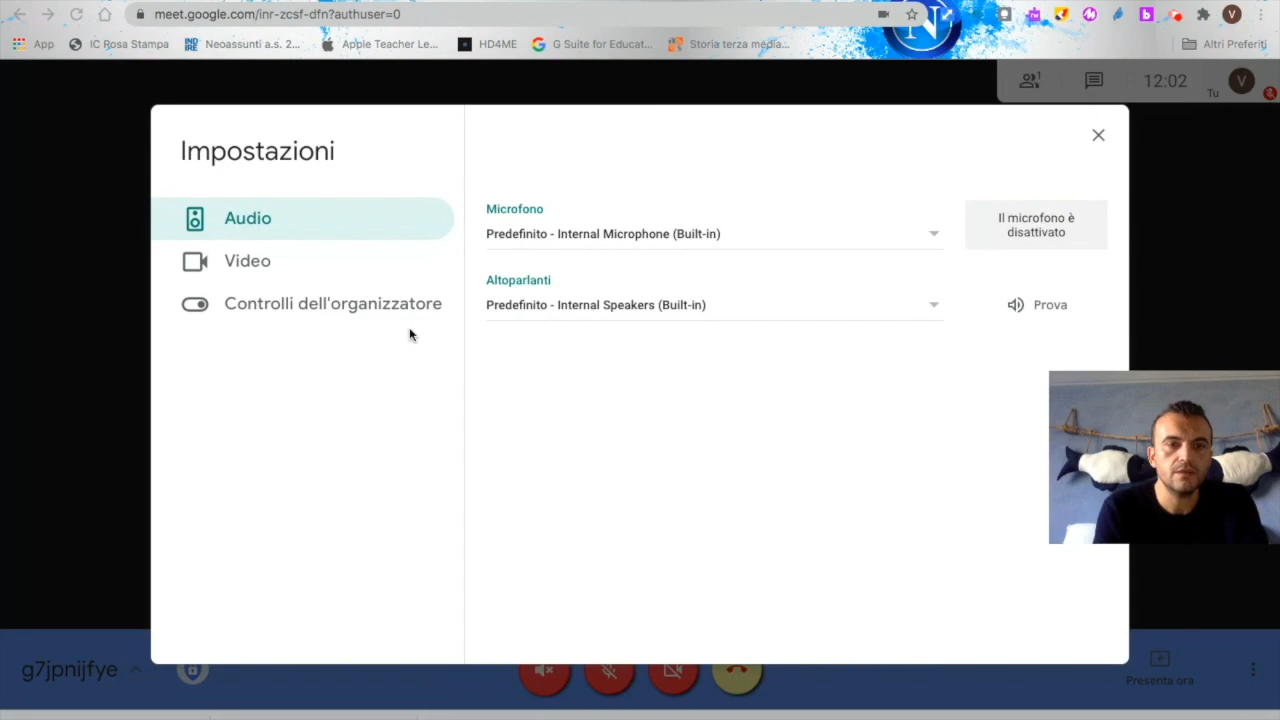 meet.google.com/inr-zcsf-dfn?authuser=0
V
App
IC Rosa Stampa
Neoassunti a.s. 2...
Apple Teacher Le...
HD4ME
G Suite for Educat...
Storia terza media...
Altri Preferiti
N
1
12:02
Tu
V
Impostazioni
Audio
Video
Controlli dell'organizzatore
Microfono
Predefinito - Internal Microphone (Built-in)
Il microfono è
disattivato
Altoparlanti
Predefinito - Internal Speakers (Built-in)
Prova
g7jpnijfye
Presenta ora